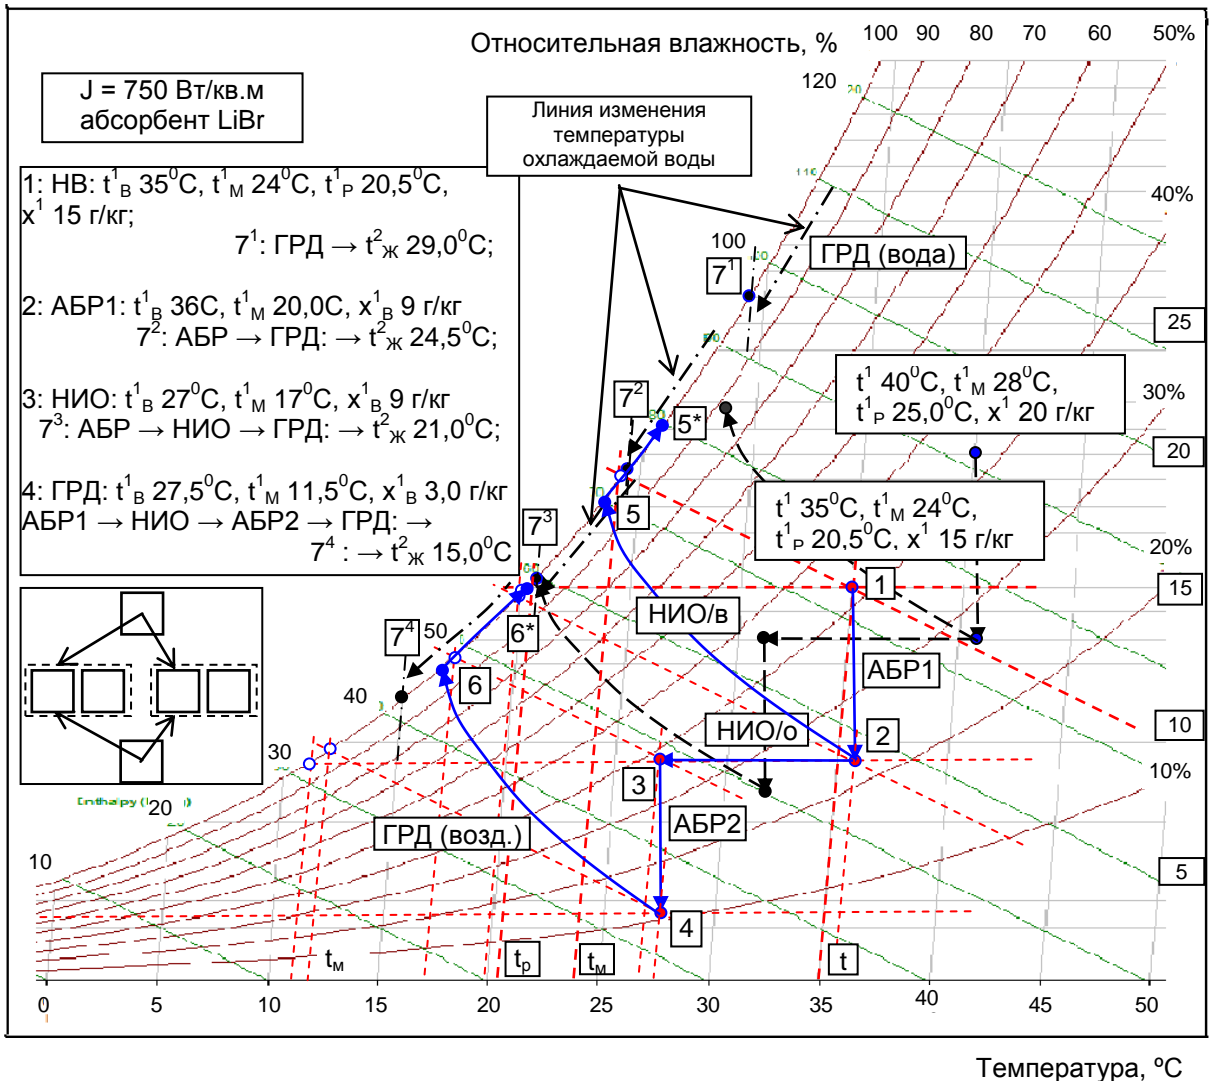 Относительная влажность, %
100 90 80 70 60 50%
120
J = 750 Вт/кв.м
абсорбент LiBr
Линия изменения
температуры
охлаждаемой воды
110
1: НВ: t¹в 35⁰С, t¹м 24⁰С, t¹р 20,5⁰С,
x¹ 15 г/кг;
7¹: ГРД → t²ж 29,0⁰С;
2: АБР1: t¹в 36С, t¹м 20,0С, x¹в 9 г/кг
7²: АБР → ГРД: → t²ж 24,5⁰С;
3: НИО: t¹в 27⁰С, t¹м 17⁰С, x¹в 9 г/кг
7³: АБР → НИО → ГРД: → t²ж 21,0⁰С;
4: ГРД: t¹в 27,5⁰С, t¹м 11,5⁰С, x¹в 3,0 г/кг
АБР1 → НИО → АБР2 → ГРД: →
7⁴ : → t²ж 15,0⁰С
40%
100
7¹
ГРД (вода)
25
t¹ 40⁰С, t¹м 28⁰С,
t¹р 25,0⁰С, x¹ 20 г/кг
30%
7²
80
5*
20
5
t¹ 35⁰С, t¹м 24⁰С,
t¹р 20,5⁰С, x¹ 15 г/кг
7³
20%
1
15
НИО/в
6*
7⁴
50
6
АБР1
40
НИО/о
2
10
30
3
10%
Enthalpy (
20
ГРД (возд.)
АБР2
10
5
4
tм
tр
tм
t
0 5 10 15 20 25 30 35 40 45 50
Температура, ºС